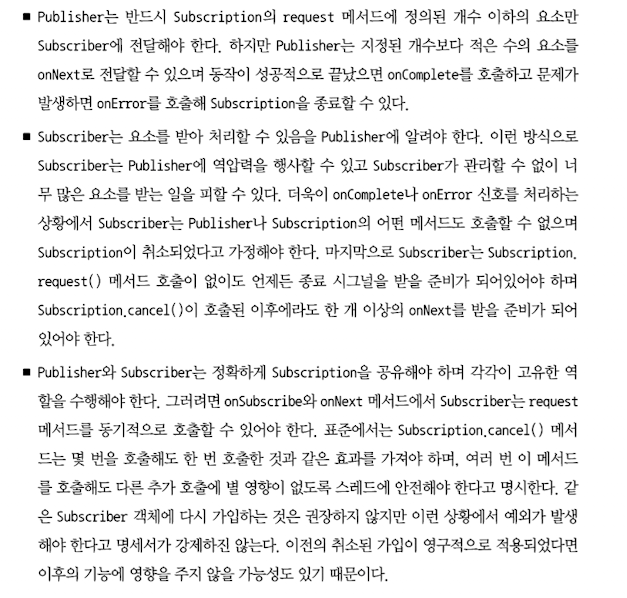 ■ Publisher는 반드시 Subscription의 request 메서드에 정의된 개수 이하의 요소만
Subscriber에 전달해야 한다. 하지만 Publisher는 지정된 개수보다 적은 수의 요소를
onNext로 전달할 수 있으며 동작이 성공적으로 끝났으면 onComplete를 호출하고 문제가
발생하면 onError를 호출해 Subscription을 종료할 수 있다.
■ Subscriber는 요소를 받아 처리할 수 있음을 Publisher에 알려야 한다. 이런 방식으로
Subscriber는 Publisher에 역압력을 행사할 수 있고 Subscriber가 관리할 수 없이 너
무 많은 요소를 받는 일을 피할 수 있다. 더욱이 onComplete나 onError 신호를 처리하는
상황에서 Subscriber는 Publisher나 Subscription의 어떤 메서드도 호출할 수 없으며
Subscription이 취소되었다고 가정해야 한다. 마지막으로 Subscriber는 Subscription.
request() 메서드 호출이 없이도 언제든 종료 시그널을 받을 준비가 되어있어야 하며
Subscription.cancel()이 호출된 이후에라도 한 개 이상의 onNext를 받을 준비가 되어
있어야 한다.
■ Publisher와 Subscriber는 정확하게 Subscription을 공유해야 하며 각각이 고유한 역
할을 수행해야 한다. 그러려면 onSubscribe와 onNext 메서드에서 Subscriber는 request
메서드를 동기적으로 호출할 수 있어야 한다. 표준에서는 Subscription.cancel() 메서
드는 몇 번을 호출해도 한 번 호출한 것과 같은 효과를 가져야 하며, 여러 번 이 메서드
를 호출해도 다른 추가 호출에 별 영향이 없도록 스레드에 안전해야 한다고 명시한다. 같
은 Subscriber 객체에 다시 가입하는 것은 권장하지 않지만 이런 상황에서 예외가 발생
해야 한다고 명세서가 강제하진 않는다. 이전의 취소된 가입이 영구적으로 적용되었다면
이후의 기능에 영향을 주지 않을 가능성도 있기 때문이다.